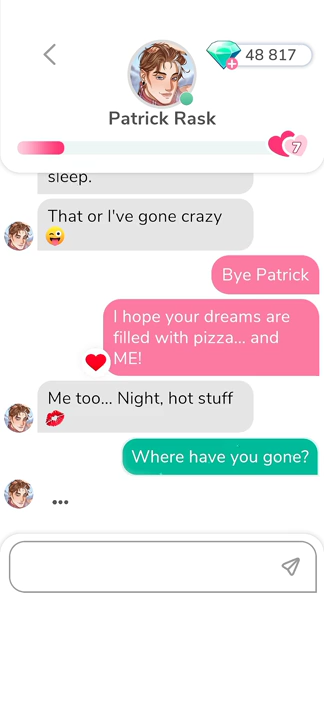 48 817
Patrick Rask
7
sleep.
That or I've gone crazy
Bye Patrick
I hope your dreams are
filled with pizza... and
ME!
Me too... Night, hot stuff
Where have you gone?
...